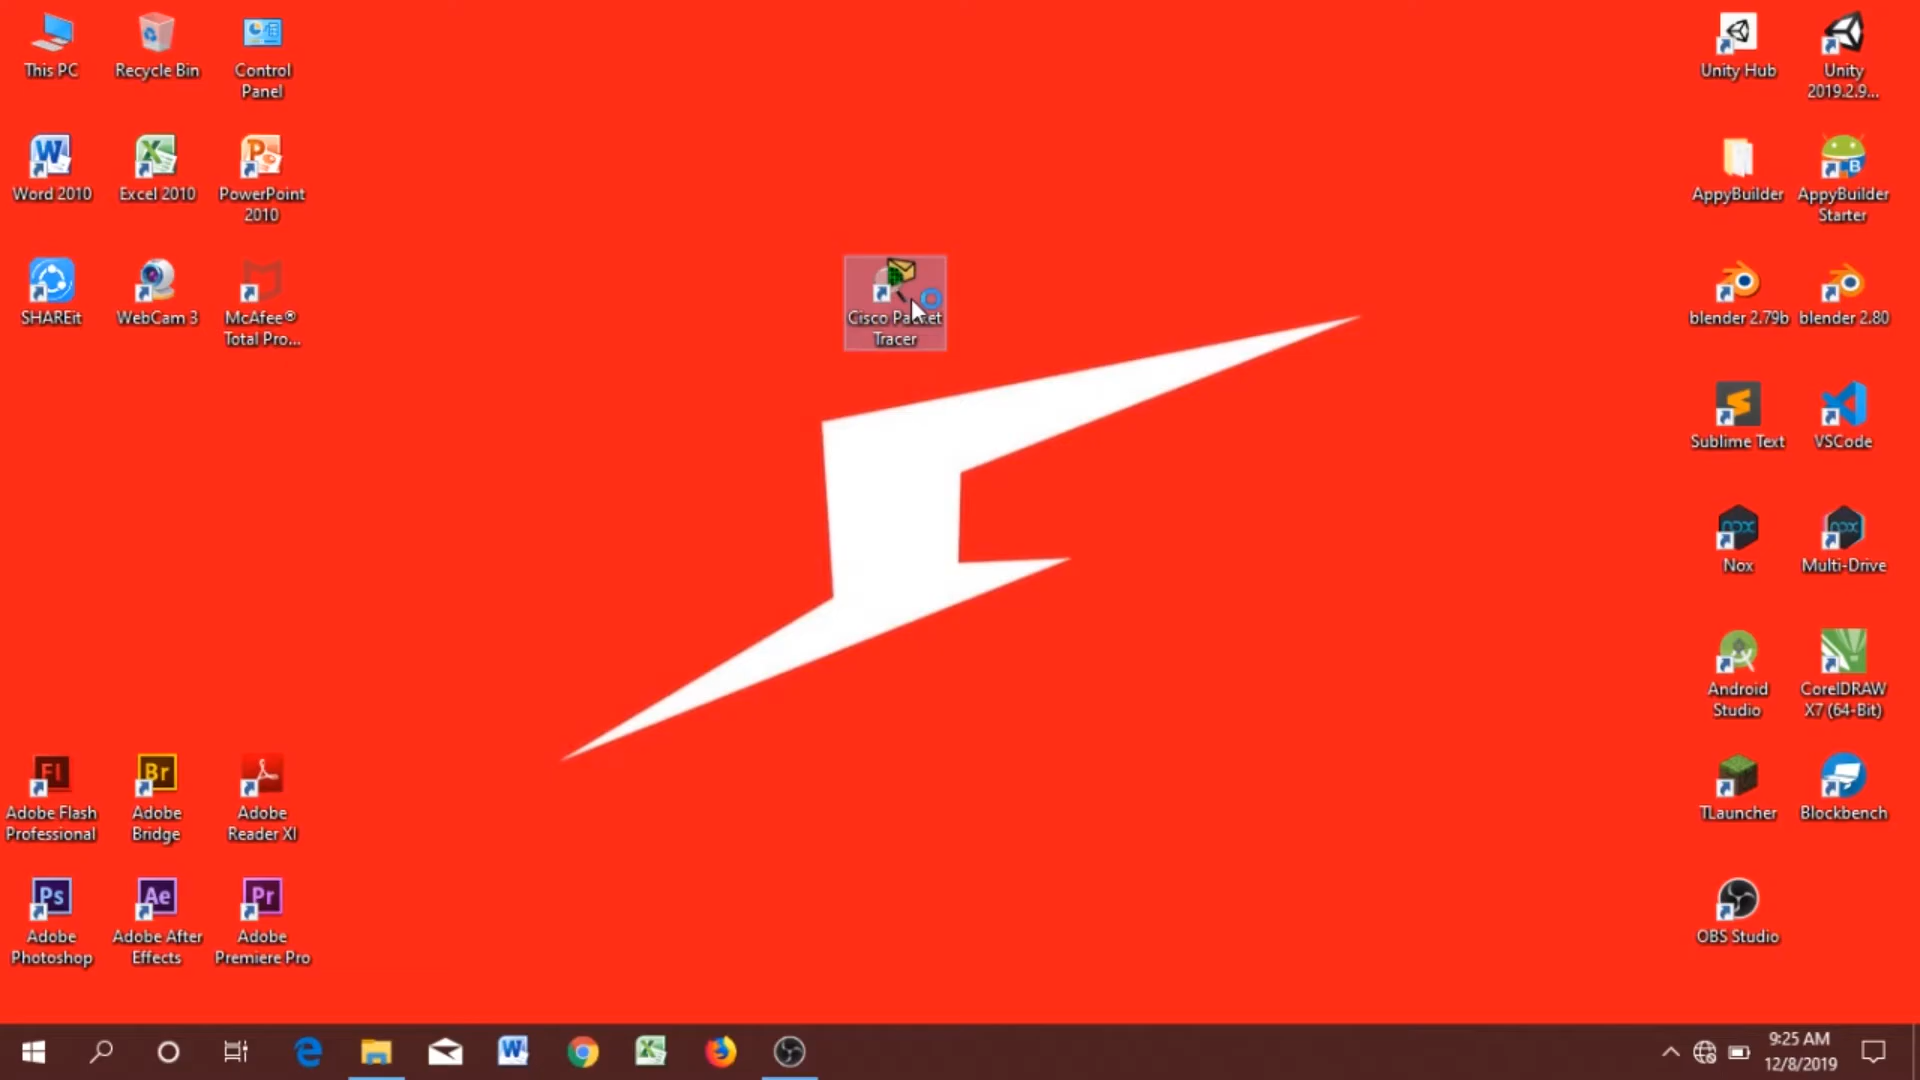 This PC
Recycle Bin
Control
Panel
Word 2010
Excel 2010
PowerPoint
2010
SHAREit
WebCam 3
McAfee®
Total Pro...
Cisco Packet
Tracer
Unity Hub
Unity
2019.2.9...
AppyBuilder
AppyBuilder
Starter
blender 2.79b
blender 2.80
Sublime Text
VSCode
Nox
Multi-Drive
Android
Studio
CorelDRAW
X7 (64-Bit)
TLauncher
Blockbench
OBS Studio
Adobe Flash
Professional
Adobe
Bridge
Adobe
Reader XI
Adobe
Photoshop
Adobe After
Effects
Adobe
Premiere Pro
9:25 AM
12/8/2019